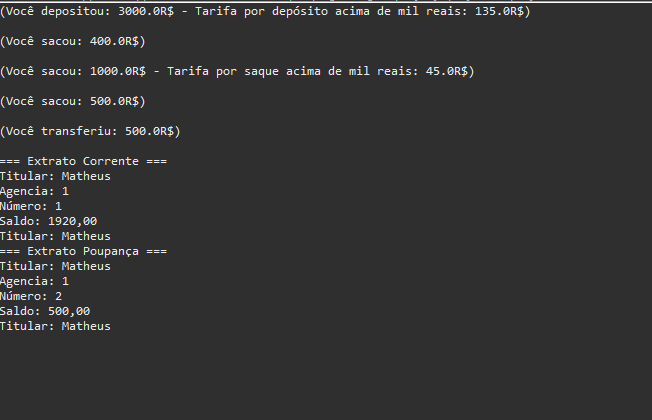 (Você depositou: 3000.0R$ - Tarifa por depósito acima de mil reais: 135.0R$)
(Você sacou: 400.0R$)
(Você sacou: 1000.0R$ - Tarifa por saque acima de mil reais: 45.0R$)
(Você sacou: 500.0R$)
(Você transferiu: 500.0R$)
=== Extrato Corrente ===
Titular: Matheus
Agencia: 1
Número: 1
Saldo: 1920,00
Titular: Matheus
=== Extrato Poupança ===
Titular: Matheus
Agencia: 1
Número: 2
Saldo: 500,00
Titular: Matheus